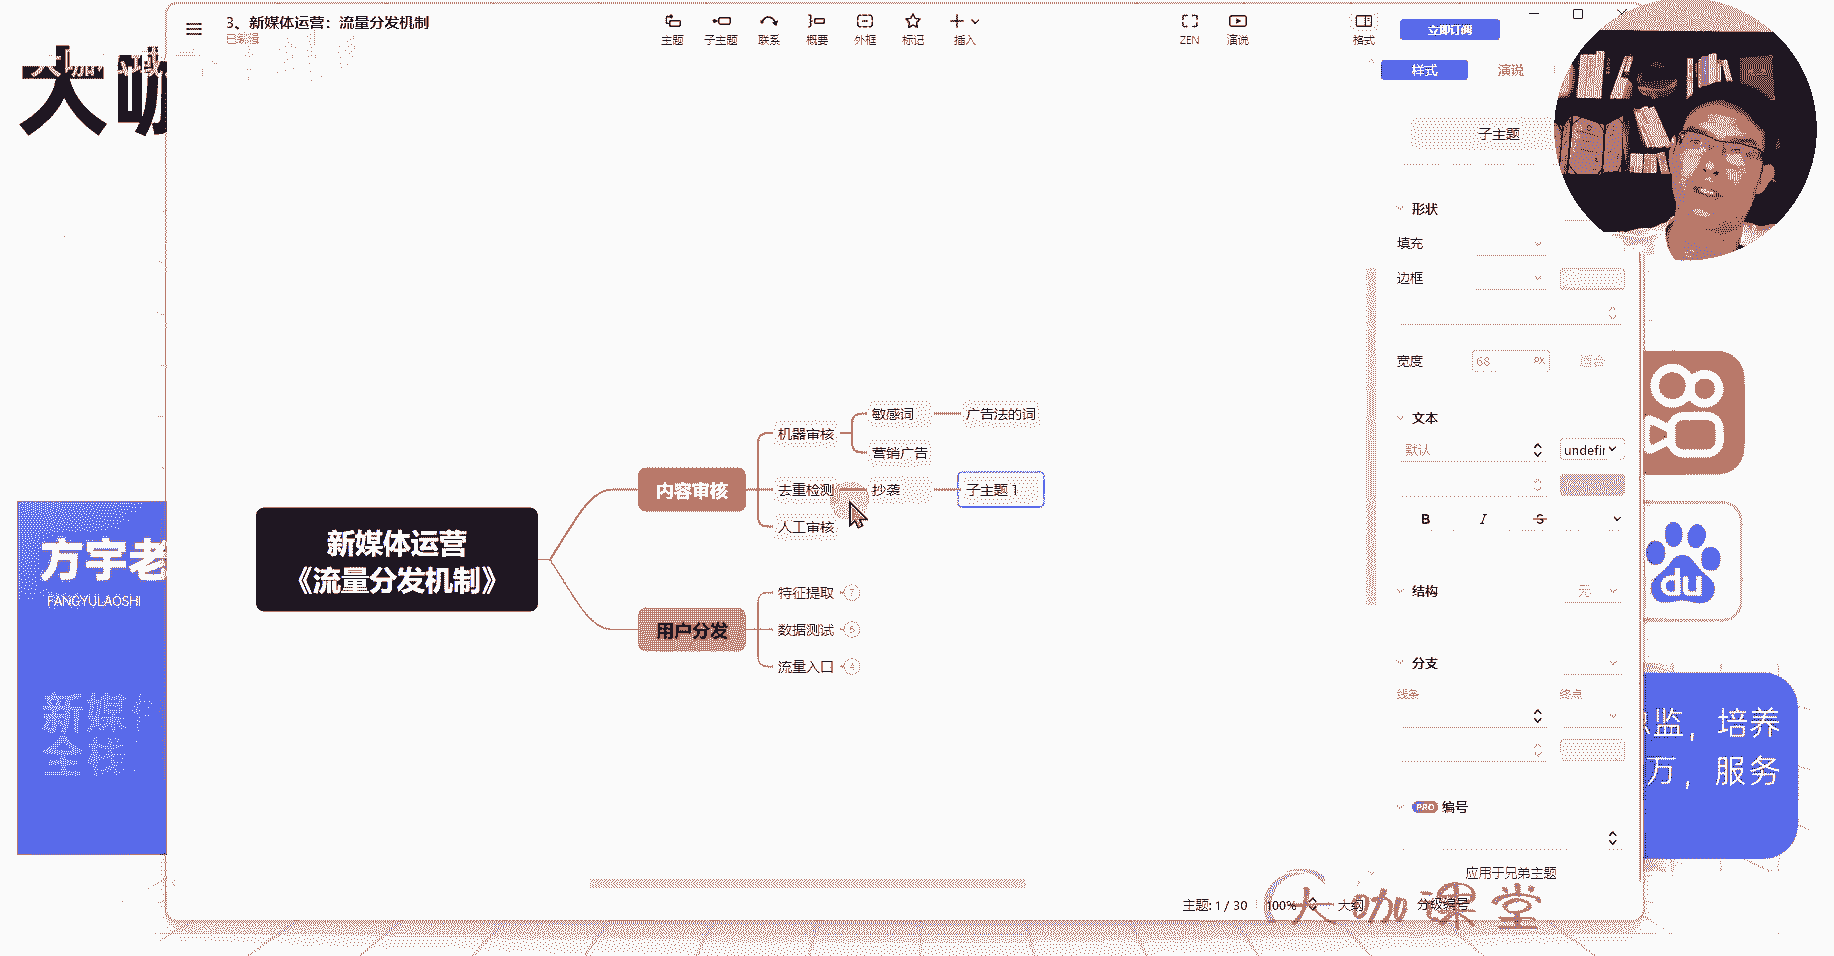 3、新媒体运营：流量分发机制
已编辑
主题
子主题
联系
概要
外框
标记
插入
ZEN
演说
格式
立即订阅
样式
演说
大咖
子主题
形状
填充
边框
宽度
68
PX
文本
默认
undefir
B
I
S
结构
无
分支
线条
终点
PRO 编号
应用于兄弟主题
敏感词
广告法的词
机器审核
营销广告
内容审核
去重检测
抄袭
子主题 1
人工审核
新媒体运营
《流量分发机制》
特征提取
7
数据测试
6
用户分发
流量入口
4
方宇老
FANGYULAOSHI
新媒体
全栈
du
总监，培养
万，服务
主题: 1 / 30
100%
大纲
大咖课堂